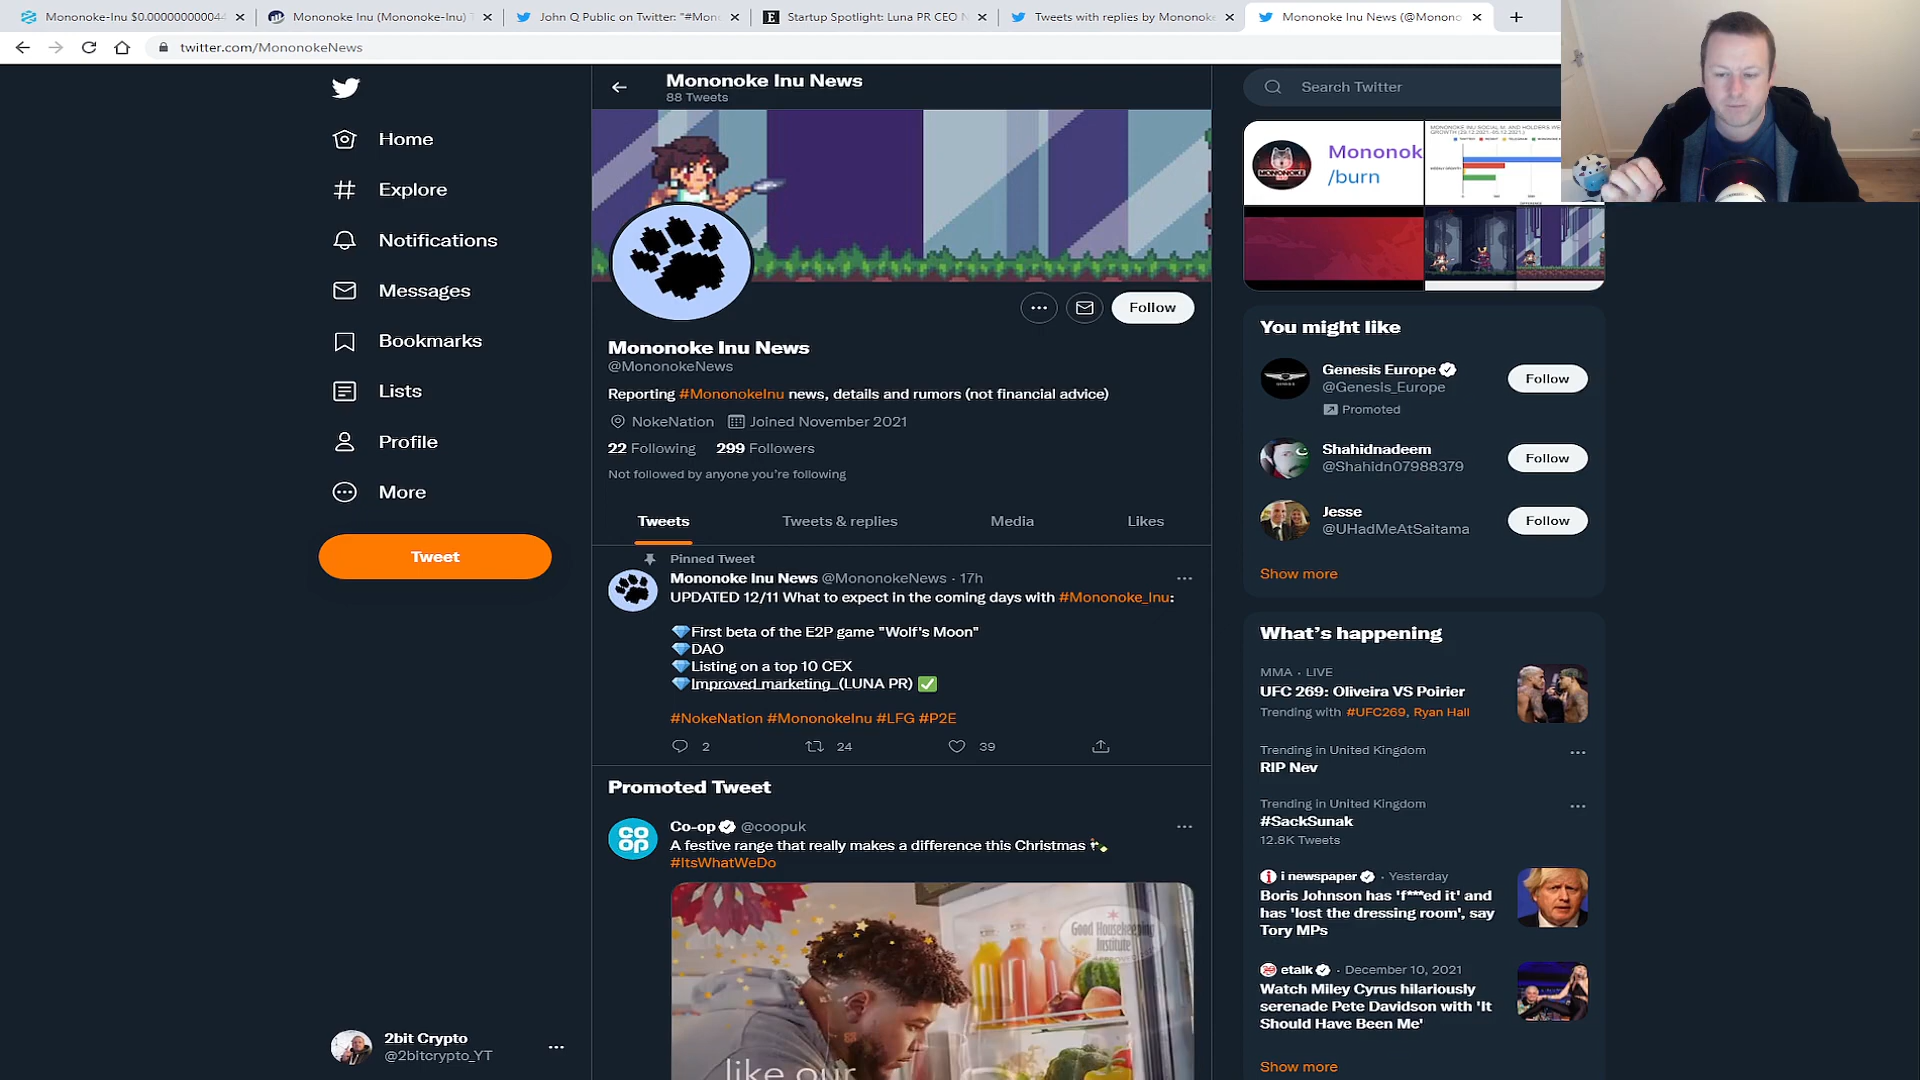 Mononoke-Inu $0.000000000044
Mononoke Inu (Mononoke-Inu) T
John Q Public on Twitter: "#Mon
Startup Spotlight: Luna PR CEO N
Tweets with replies by Mononoke
Mononoke Inu News (@Monono
twitter.com/MononokeNews
Home
Explore
Notifications
Messages
Bookmarks
Lists
Profile
More
Tweet
2bit Crypto
@2bitcrypto_YT
Mononoke Inu News
88 Tweets
Follow
Mononoke Inu News
@MononokeNews
Reporting #MononokeInu news, details and rumors (not financial advice)
NokeNation Joined November 2021
22 Following 299 Followers
Not followed by anyone you're following
Tweets Tweets & replies Media Likes
Pinned Tweet
Mononoke Inu News @MononokeNews · 17h
UPDATED 12/11 What to expect in the coming days with #Mononoke_Inu:
💎First beta of the E2P game "Wolf's Moon"
💎DAO
💎Listing on a top 10 CEX
💎Improved marketing (LUNA PR) ✅
#NokeNation #MononokeInu #LFG #P2E
2 24 39
Promoted Tweet
Co-op @coopuk
A festive range that really makes a difference this Christmas
#ItsWhatWeDo
Good Housekeeping
Institute
like our
Search Twitter
Mononok
/burn
You might like
Genesis Europe
@Genesis_Europe
Promoted
Follow
Shahidnadeem
@Shahidn07988379
Follow
Jesse
@UHadMeAtSaitama
Follow
Show more
What's happening
MMA · LIVE
UFC 269: Oliveira VS Poirier
Trending with #UFC269, Ryan Hall
Trending in United Kingdom
RIP Nev
Trending in United Kingdom
#SackSunak
12.8K Tweets
i newspaper · Yesterday
Boris Johnson has 'f***ed it' and
has 'lost the dressing room', say
Tory MPs
etalk · December 10, 2021
Watch Miley Cyrus hilariously
serenade Pete Davidson with 'It
Should Have Been Me'
Show more